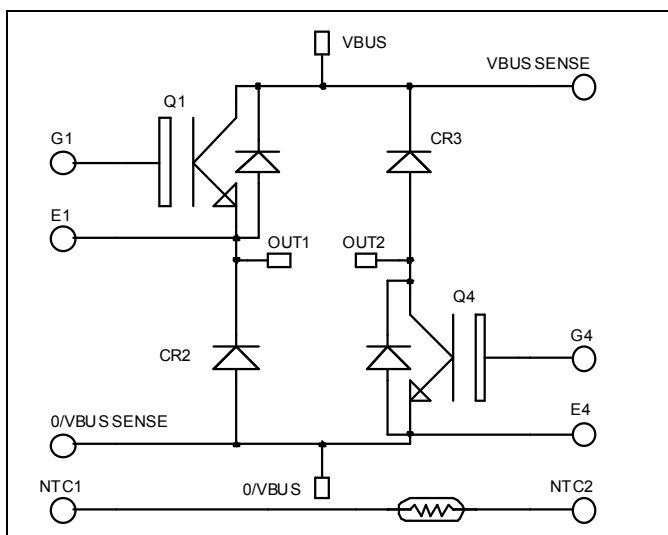 VBUS
VBUS SENSE
Q1
G1
CR3
E1
OUT1
OUT2
Q4
G4
CR2
E4
0/VBUS SENSE
0/VBUS
NTC1
NTC2